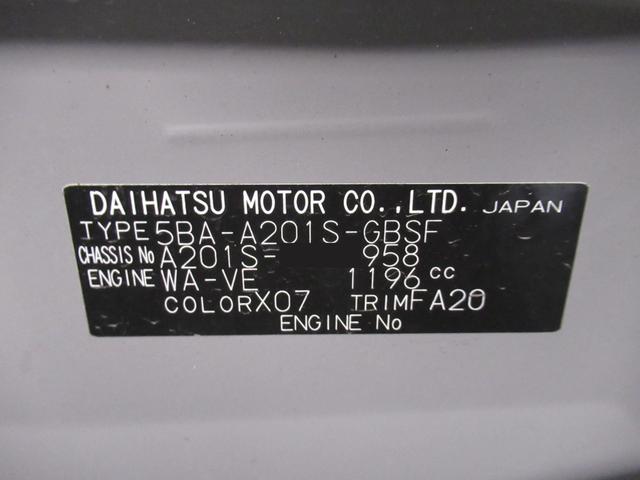 DAIHATSU MOTOR CO.,LTD. JAPAN
TYPE 5BA-A201S-GBSF
CHASSIS No A201S- 958
ENGINE WA-VE 1196 CC
COLOR X07 TRIM FA20
ENGINE No